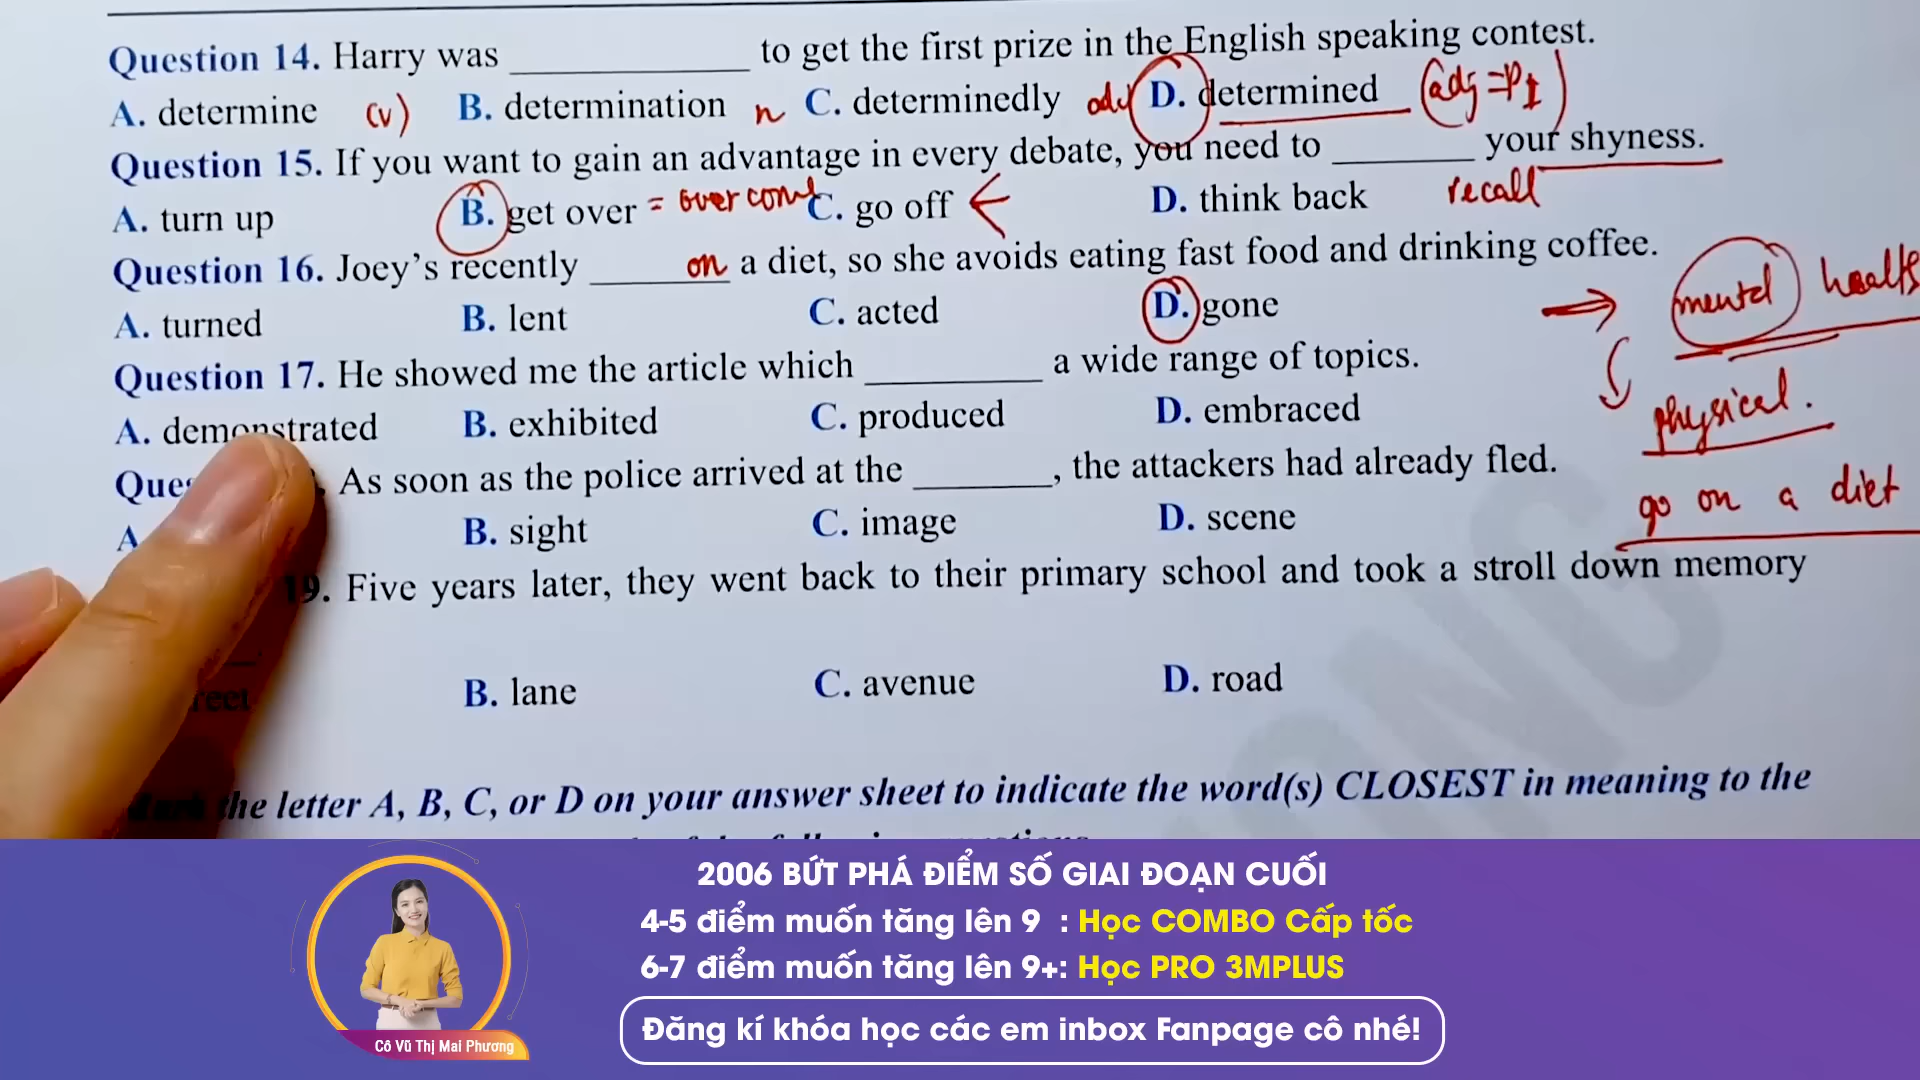 Question 14. Harry was ____________ to get the first prize in the English speaking contest.
A. determine (v) B. determination n C. determinedly adv D. determined (adj = PII)
Question 15. If you want to gain an advantage in every debate, you need to _______ your shyness.
A. turn up B. get over = overcome C. go off D. think back recall
Question 16. Joey's recently _______ on a diet, so she avoids eating fast food and drinking coffee.
A. turned B. lent C. acted D. gone
mental health
Question 17. He showed me the article which _________ a wide range of topics.
A. demonstrated B. exhibited C. produced D. embraced
physical.
As soon as the police arrived at the _______, the attackers had already fled.
A B. sight C. image D. scene
go on a diet
19. Five years later, they went back to their primary school and took a stroll down memory
B. lane C. avenue D. road
the letter A, B, C, or D on your answer sheet to indicate the word(s) CLOSEST in meaning to the
2006 BỨT PHÁ ĐIỂM SỐ GIAI ĐOẠN CUỐI
4-5 điểm muốn tăng lên 9 : Học COMBO Cấp tốc
6-7 điểm muốn tăng lên 9+: Học PRO 3MPLUS
Đăng kí khóa học các em inbox Fanpage cô nhé!
Cô Vũ Thị Mai Phương